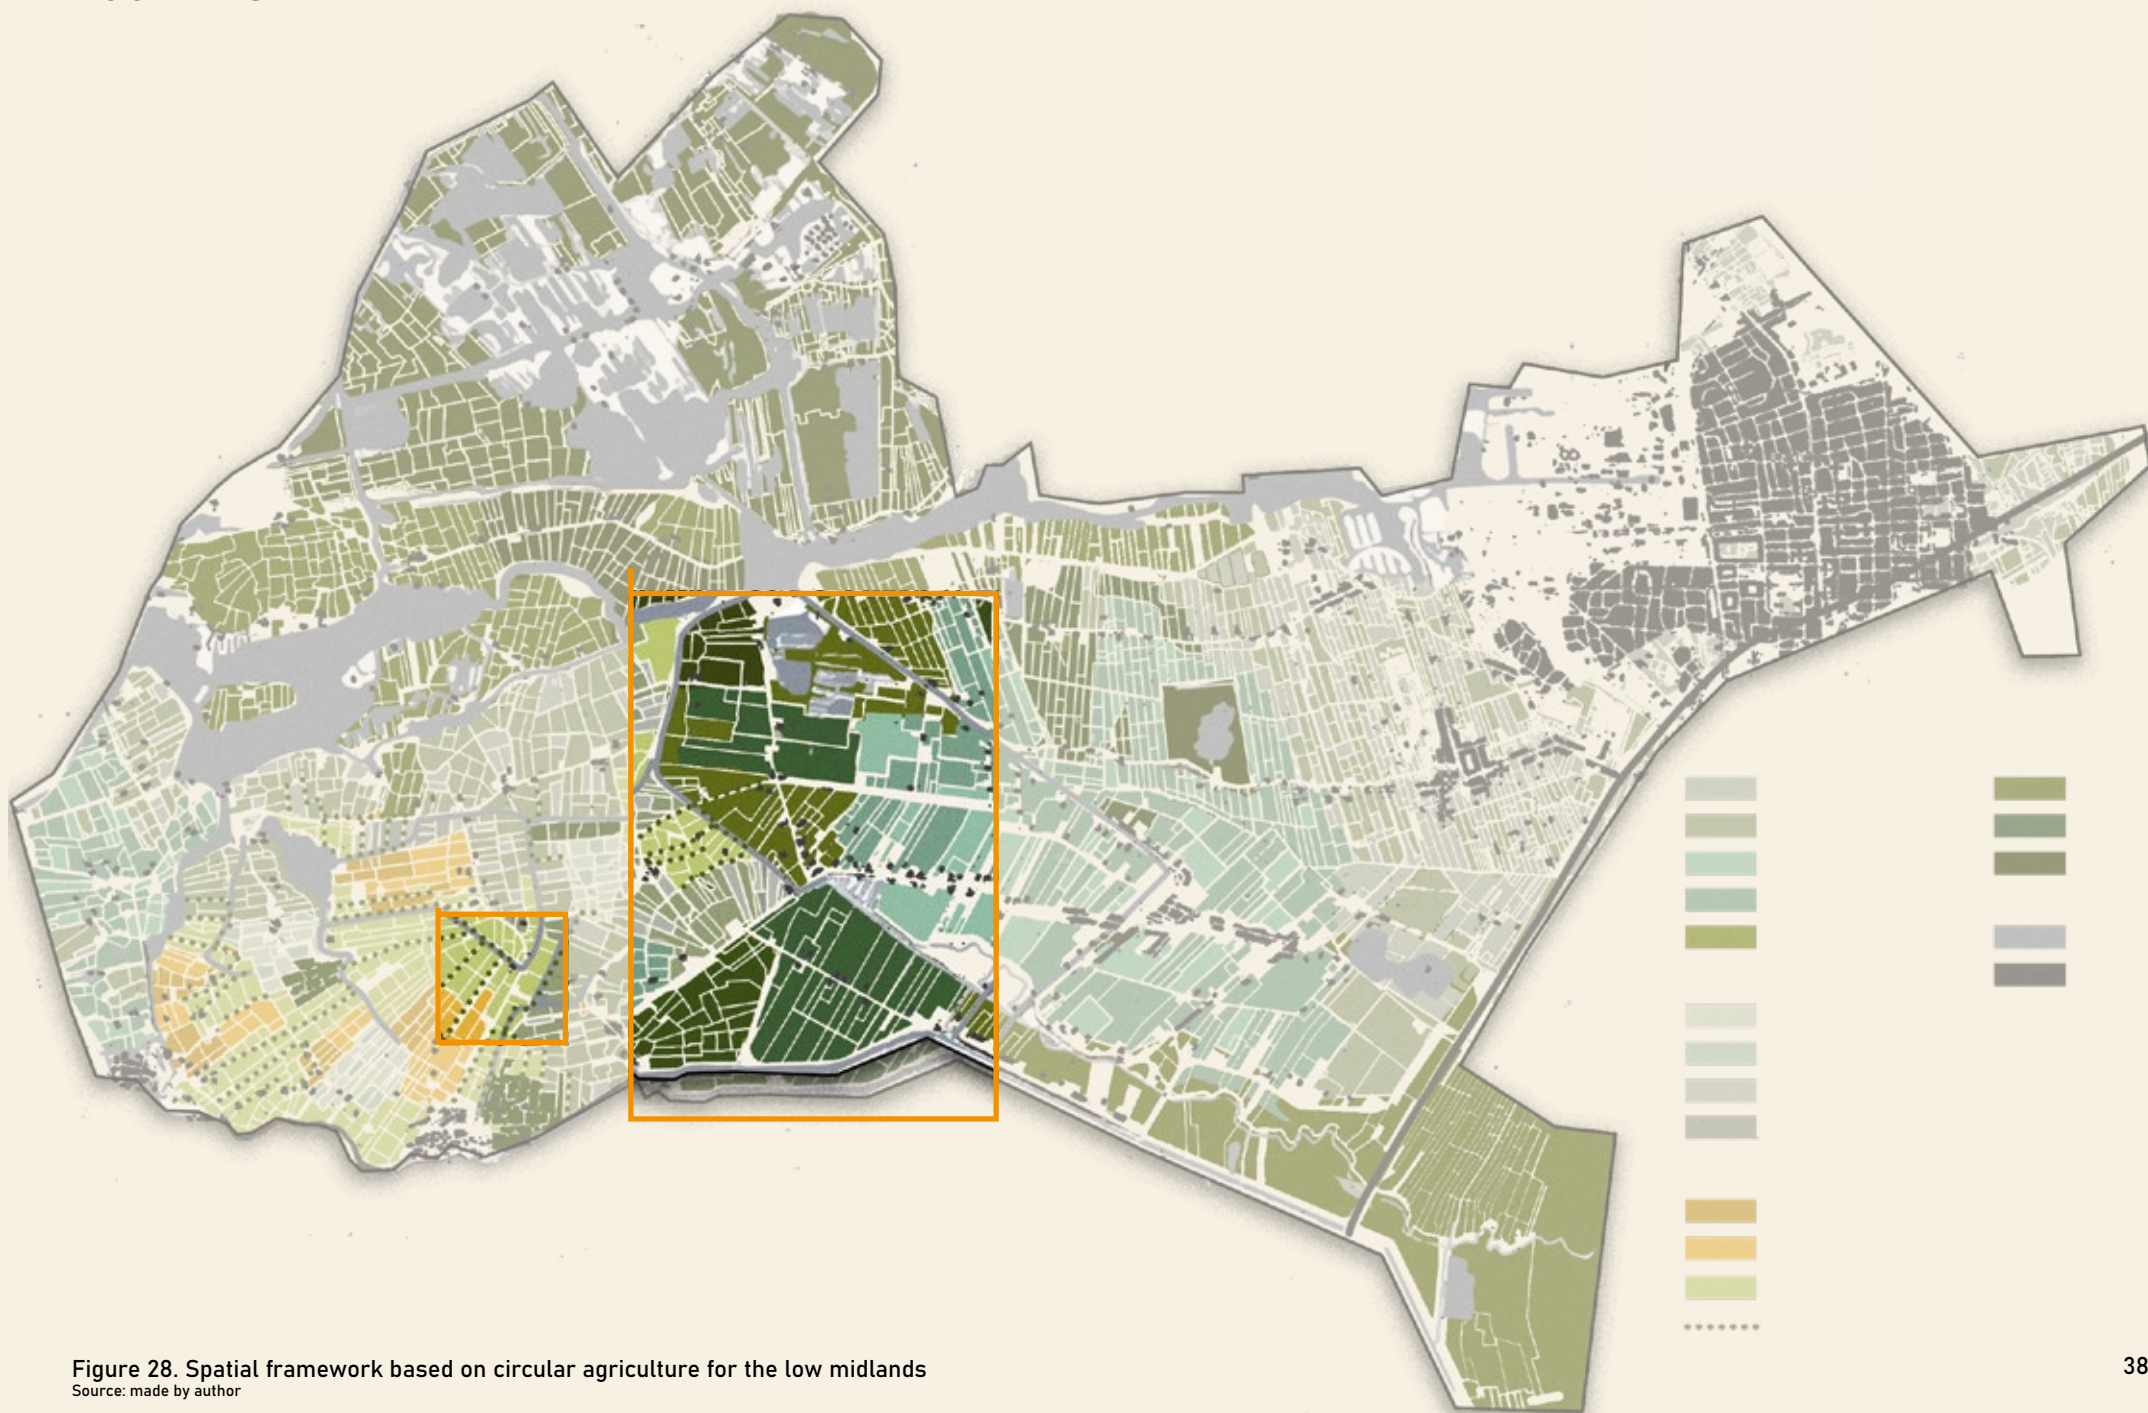 Figure 28. Spatial framework based on circular agriculture for the low midlands
Source: made by author
38